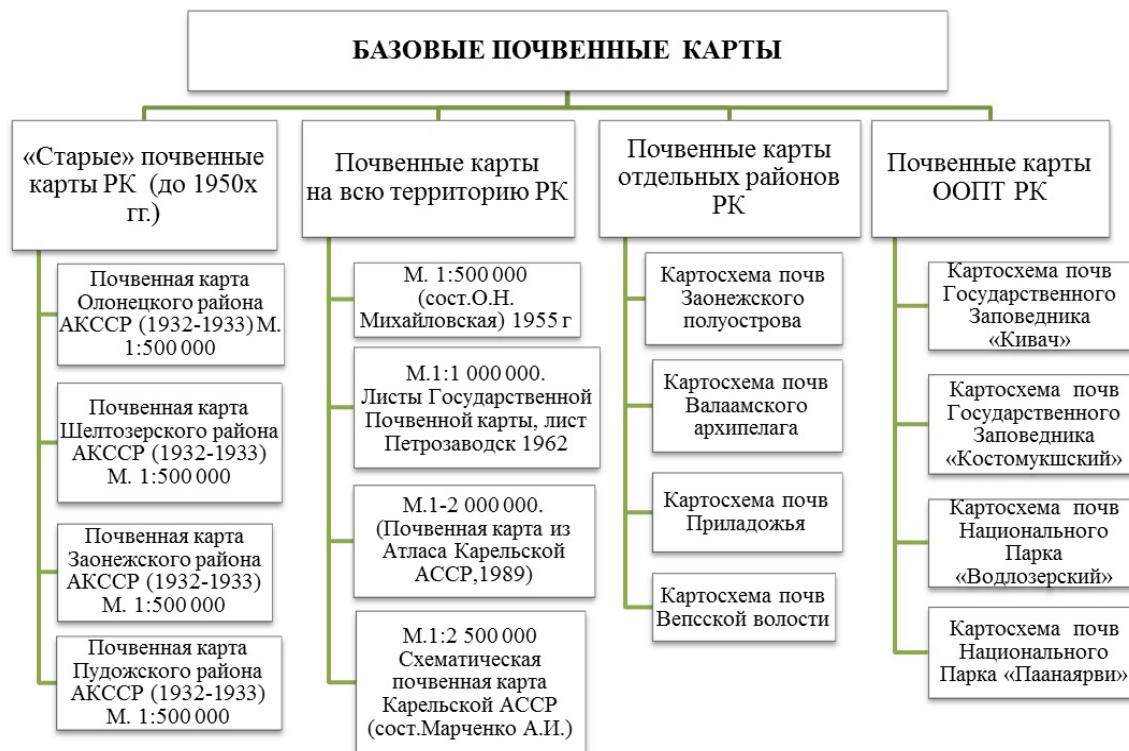 БАЗОВЫЕ ПОЧВЕННЫЕ КАРТЫ
«Старые» почвенные
карты РК (до 1950х
гг.)
Почвенная карта
Олонецкого района
АКССР (1932-1933) М.
1:500 000
Почвенная карта
Шелтозерского района
АКССР (1932-1933)
М. 1:500 000
Почвенная карта
Заонежского района
АКССР (1932-1933)
М. 1:500 000
Почвенная карта
Пудожского района
АКССР (1932-1933)
М. 1:500 000
Почвенные карты
на всю территорию РК
М. 1:500 000
(сост.О.Н.
Михайловская) 1955 г
М.1:1 000 000.
Листы Государственной
Почвенной карты, лист
Петрозаводск 1962
М.1-2 000 000.
(Почвенная карта из
Атласа Карельской
АССР,1989)
М.1:2 500 000
Схематическая
почвенная карта
Карельской АССР
(сост.Марченко А.И.)
Почвенные карты
отдельных районов
РК
Картосхема почв
Заонежского
полуострова
Картосхема почв
Валаамского
архипелага
Картосхема почв
Приладожья
Картосхема почв
Вепсской волости
Почвенные карты
ООПТ РК
Картосхема почв
Государственного
Заповедника
«Кивач»
Картосхема почв
Государственного
Заповедника
«Костомукшский»
Картосхема почв
Национального
Парка
«Водлозерский»
Картосхема почв
Национального
Парка «Паанаярви»